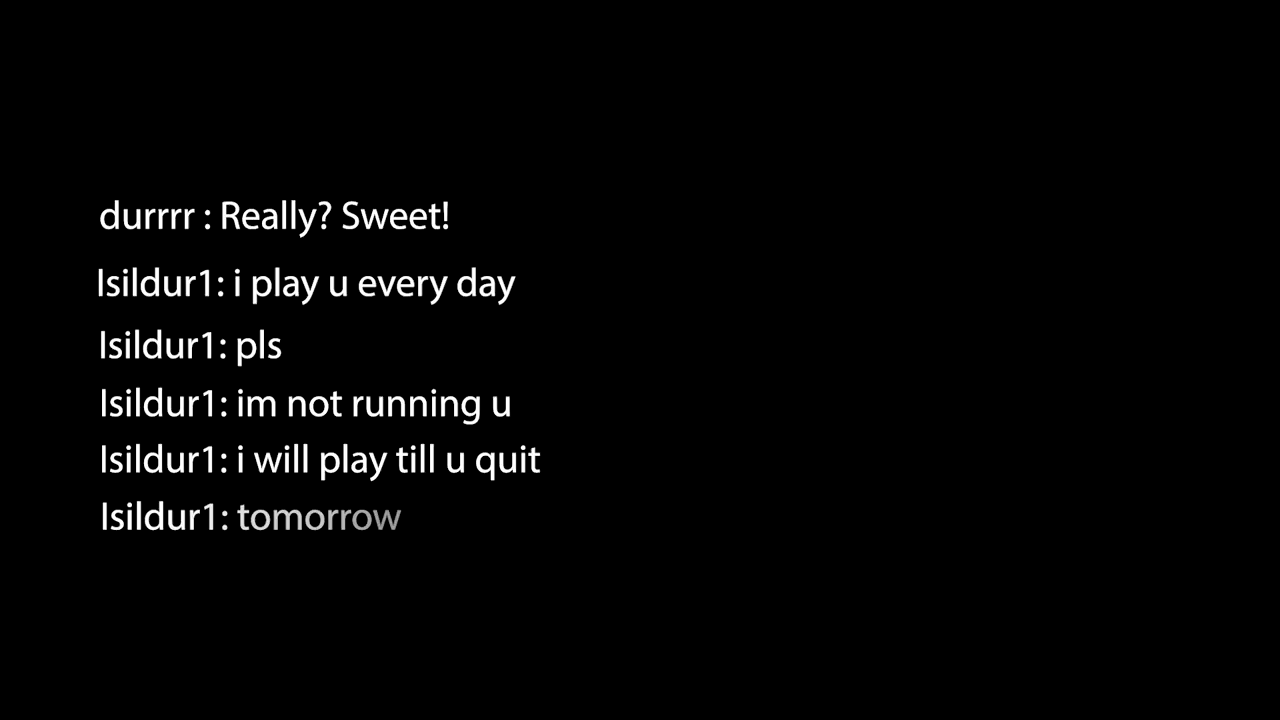 durrrr : Really? Sweet!
Isildur1: i play u every day
Isildur1: pls
Isildur1: im not running u
Isildur1: i will play till u quit
Isildur1: tomorrow